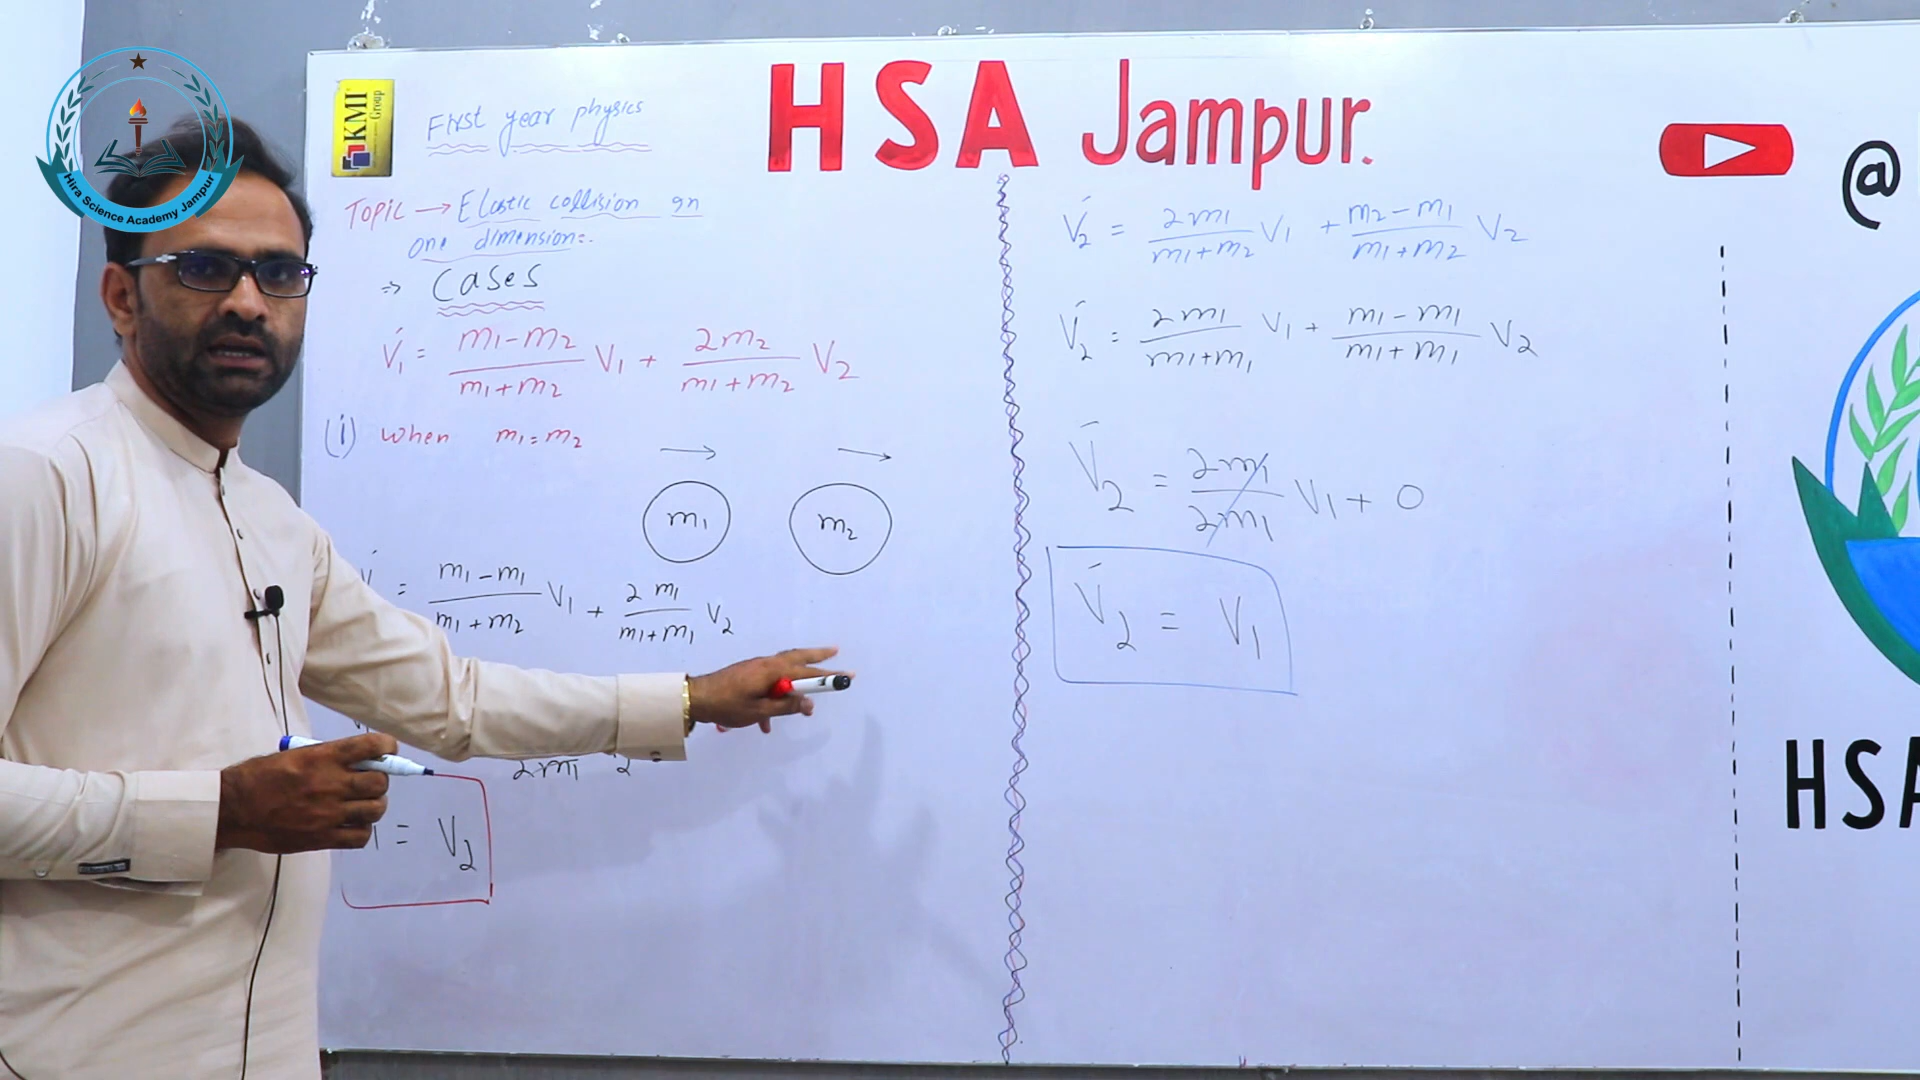 Hira Science Academy Jampur
KMI
Group
First year physics
HSA Jampur.
@
Topic → Elastic collision in
one dimension:.
⇒ Cases
V́₁ = (m₁ - m₂)/(m₁ + m₂) V₁ + 2m₂/(m₁ + m₂) V₂
(i) when m₁ = m₂
m₁
m₂
= (m₁ - m₁)/(m₁ + m₂) V₁ + 2m₁/(m₁ + m₁) V₂
2m₁
= V₂
V́₂ = 2m₁/(m₁ + m₂) V₁ + (m₂ - m₁)/(m₁ + m₂) V₂
V́₂ = 2m₁/(m₁ + m₁) V₁ + (m₁ - m₁)/(m₁ + m₁) V₂
V́₂ = 2m₁/2m₁ V₁ + 0
V́₂ = V₁
HSA